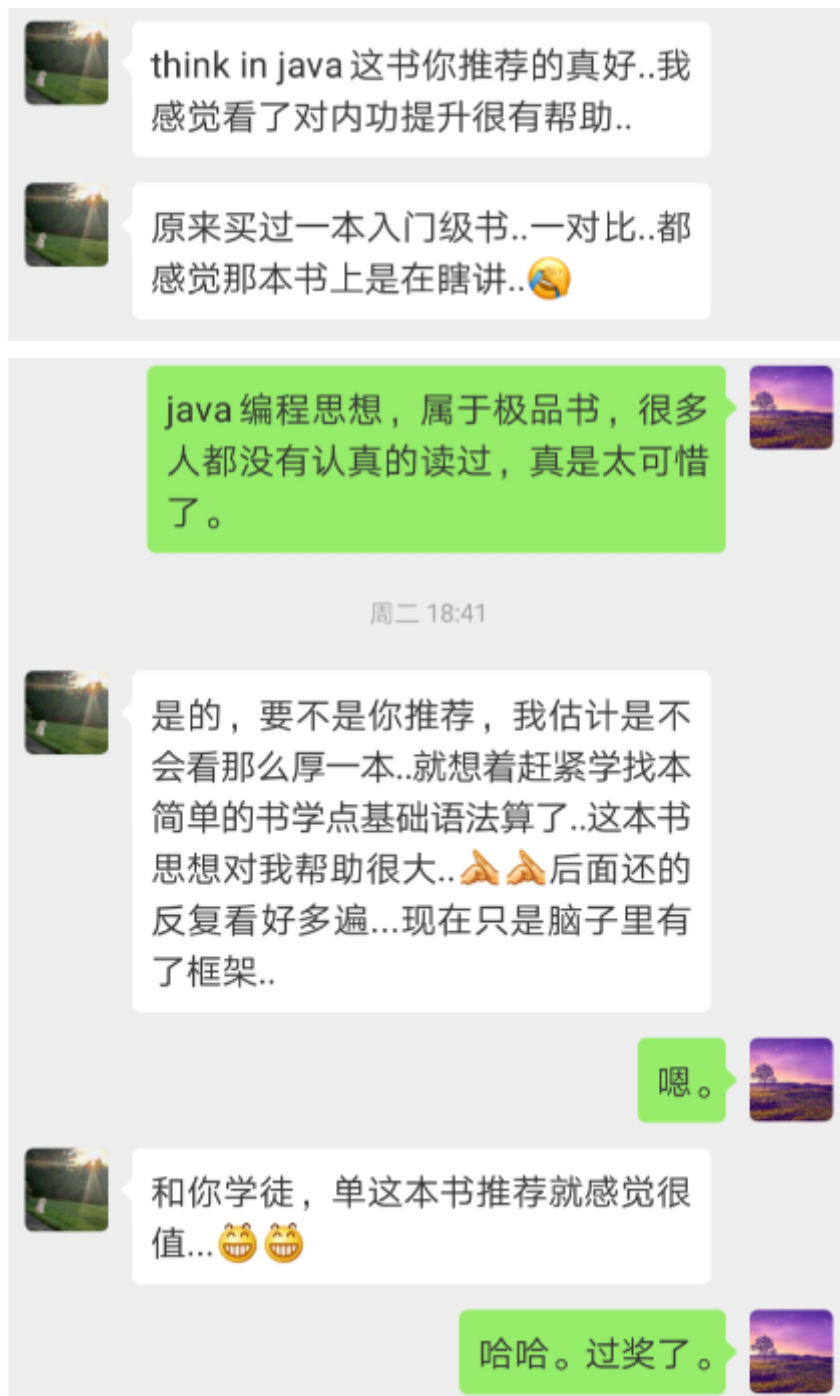 think in java 这书你推荐的真好..我
感觉看了对内功提升很有帮助..
原来买过一本入门级书..一对比..都
感觉那本书上是在瞎讲..
java 编程思想，属于极品书，很多
人都没有认真的读过，真是太可惜
了。
周二 18:41
是的，要不是你推荐，我估计是不
会看那么厚一本..就想着赶紧学找本
简单的书学点基础语法算了..这本书
思想对我帮助很大..后面还的
反复看好多遍...现在只是脑子里有
了框架..
嗯。
和你学徒，单这本书推荐就感觉很
值...
哈哈。过奖了。